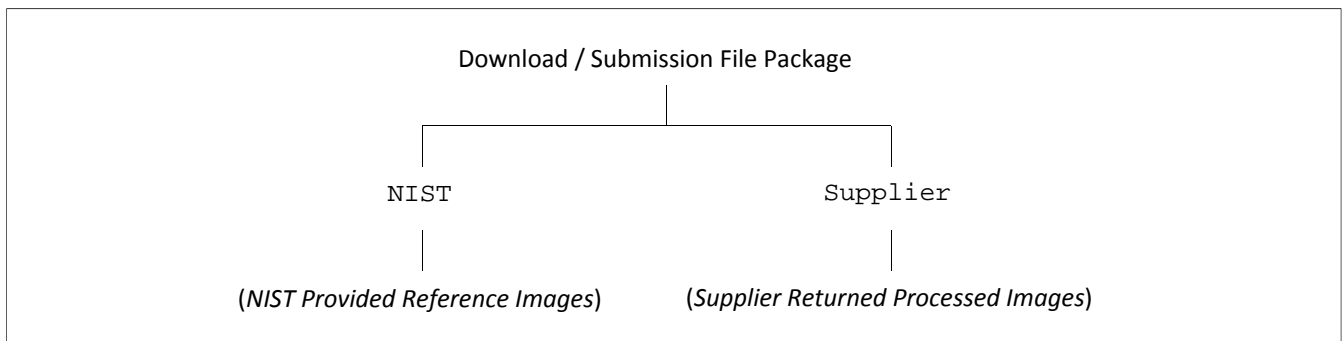 Download / Submission File Package
NIST Supplier
(NIST Provided Reference Images) (Supplier Returned Processed Images)